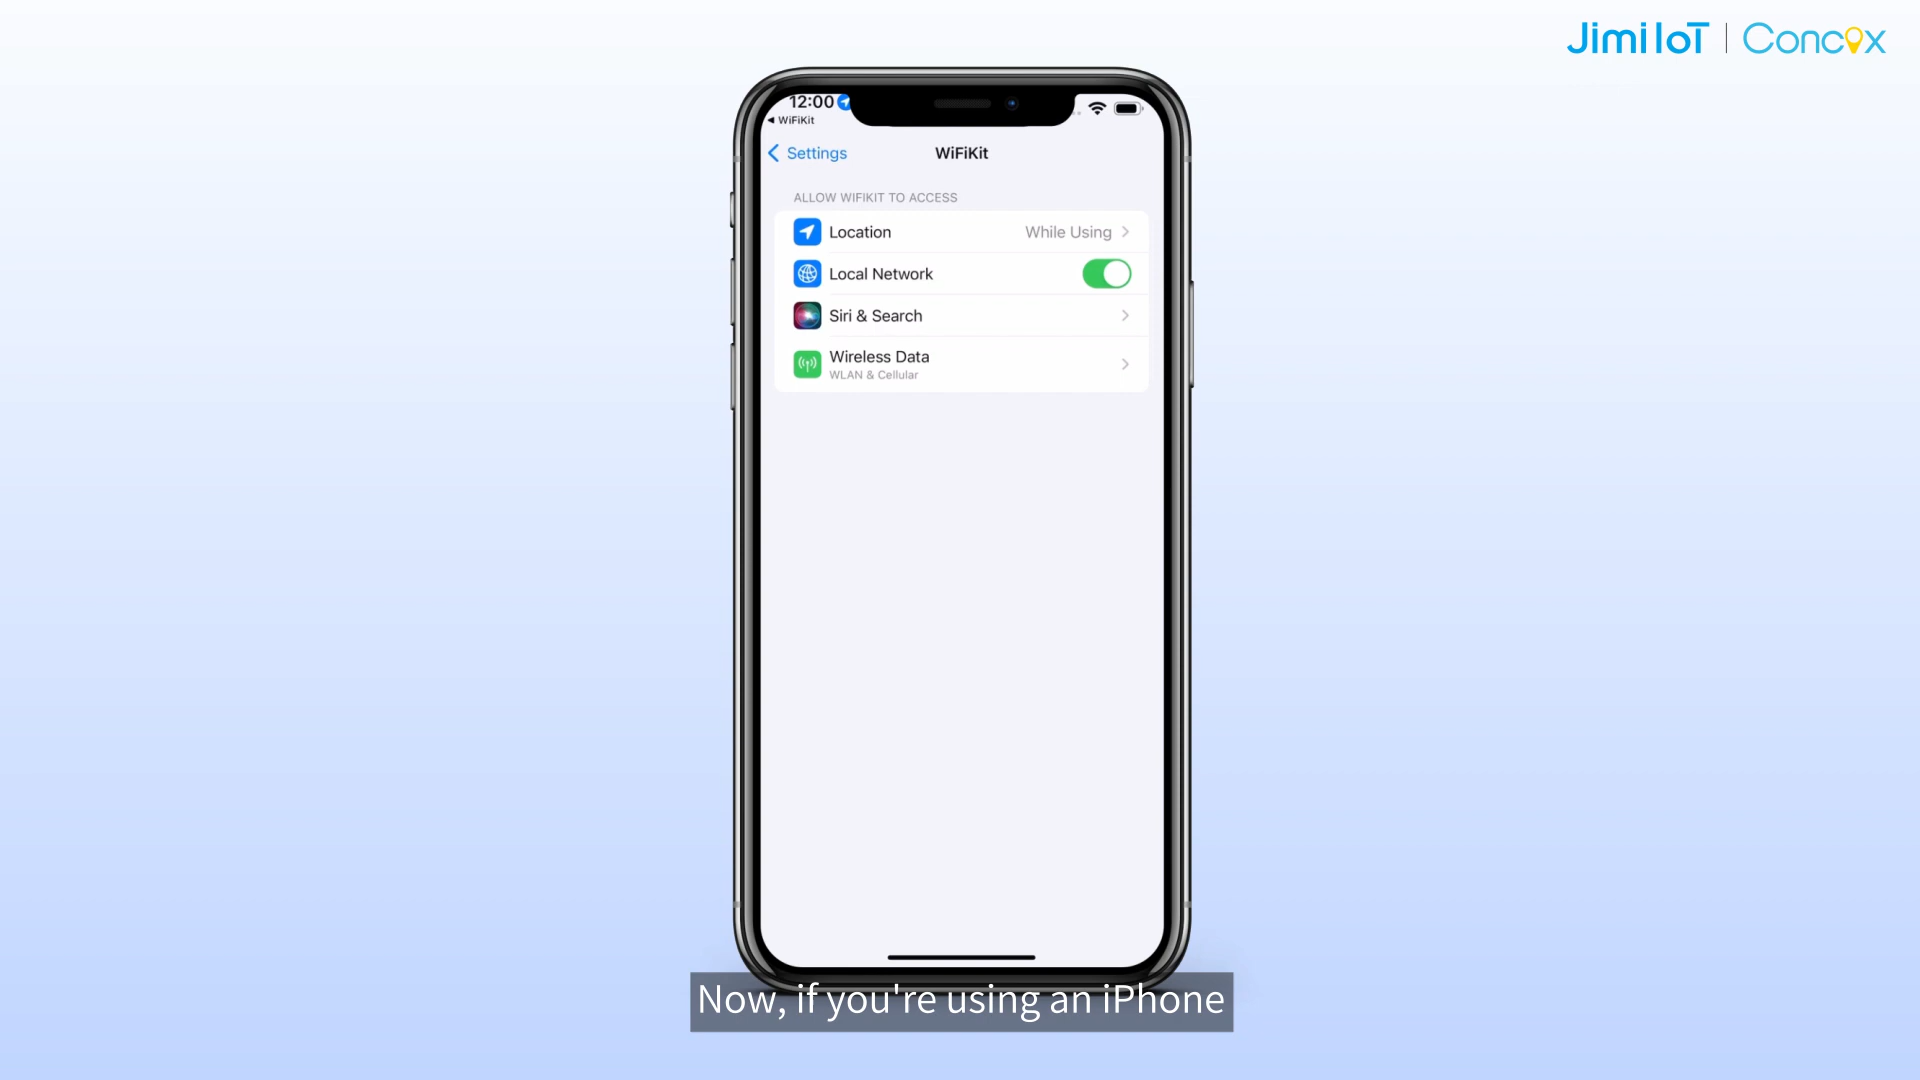 JimiIoT | Concox
12:00
WiFiKit
Settings
WiFiKit
ALLOW WIFIKIT TO ACCESS
Location
While Using
Local Network
Siri & Search
Wireless Data
WLAN & Cellular
Now, if you're using an iPhone